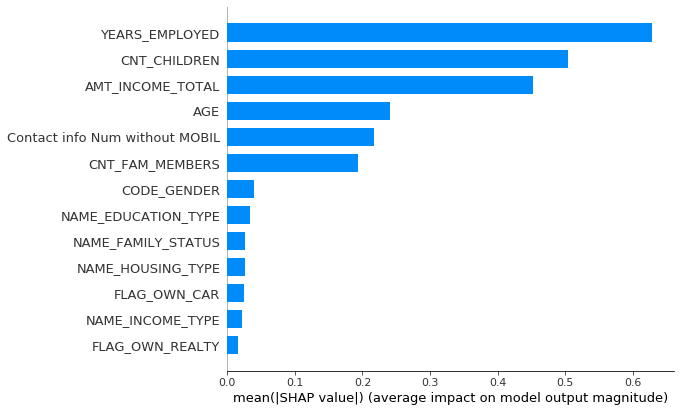 YEARS_EMPLOYED
CNT_CHILDREN
AMT_INCOME_TOTAL
AGE
Contact info Num without MOBIL
CNT_FAM_MEMBERS
CODE_GENDER
NAME_EDUCATION_TYPE
NAME_FAMILY_STATUS
NAME_HOUSING_TYPE
FLAG_OWN_CAR
NAME_INCOME_TYPE
FLAG_OWN_REALTY
0.0 0.1 0.2 0.3 0.4 0.5 0.6
mean(|SHAP value|) (average impact on model output magnitude)